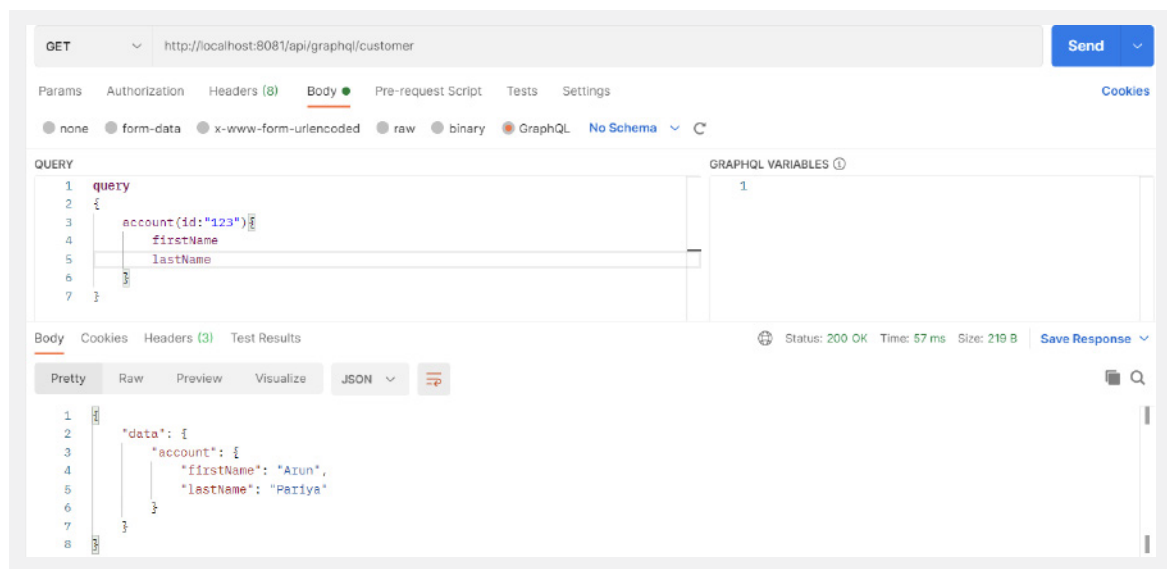 GET http://localhost:8081/api/graphql/customer Send
Params Authorization Headers (8) Body Pre-request Script Tests Settings Cookies
none form-data x-www-form-urlencoded raw binary GraphQL No Schema
QUERY GRAPHQL VARIABLES
1 query 1
2 {
3 account(id:"123"){
4 firstName
5 lastName
6 }
7 }
Body Cookies Headers (3) Test Results Status: 200 OK Time: 57 ms Size: 219 B Save Response
Pretty Raw Preview Visualize JSON
1 {
2 "data": {
3 "account": {
4 "firstName": "Arun",
5 "lastName": "Pariya"
6 }
7 }
8 }